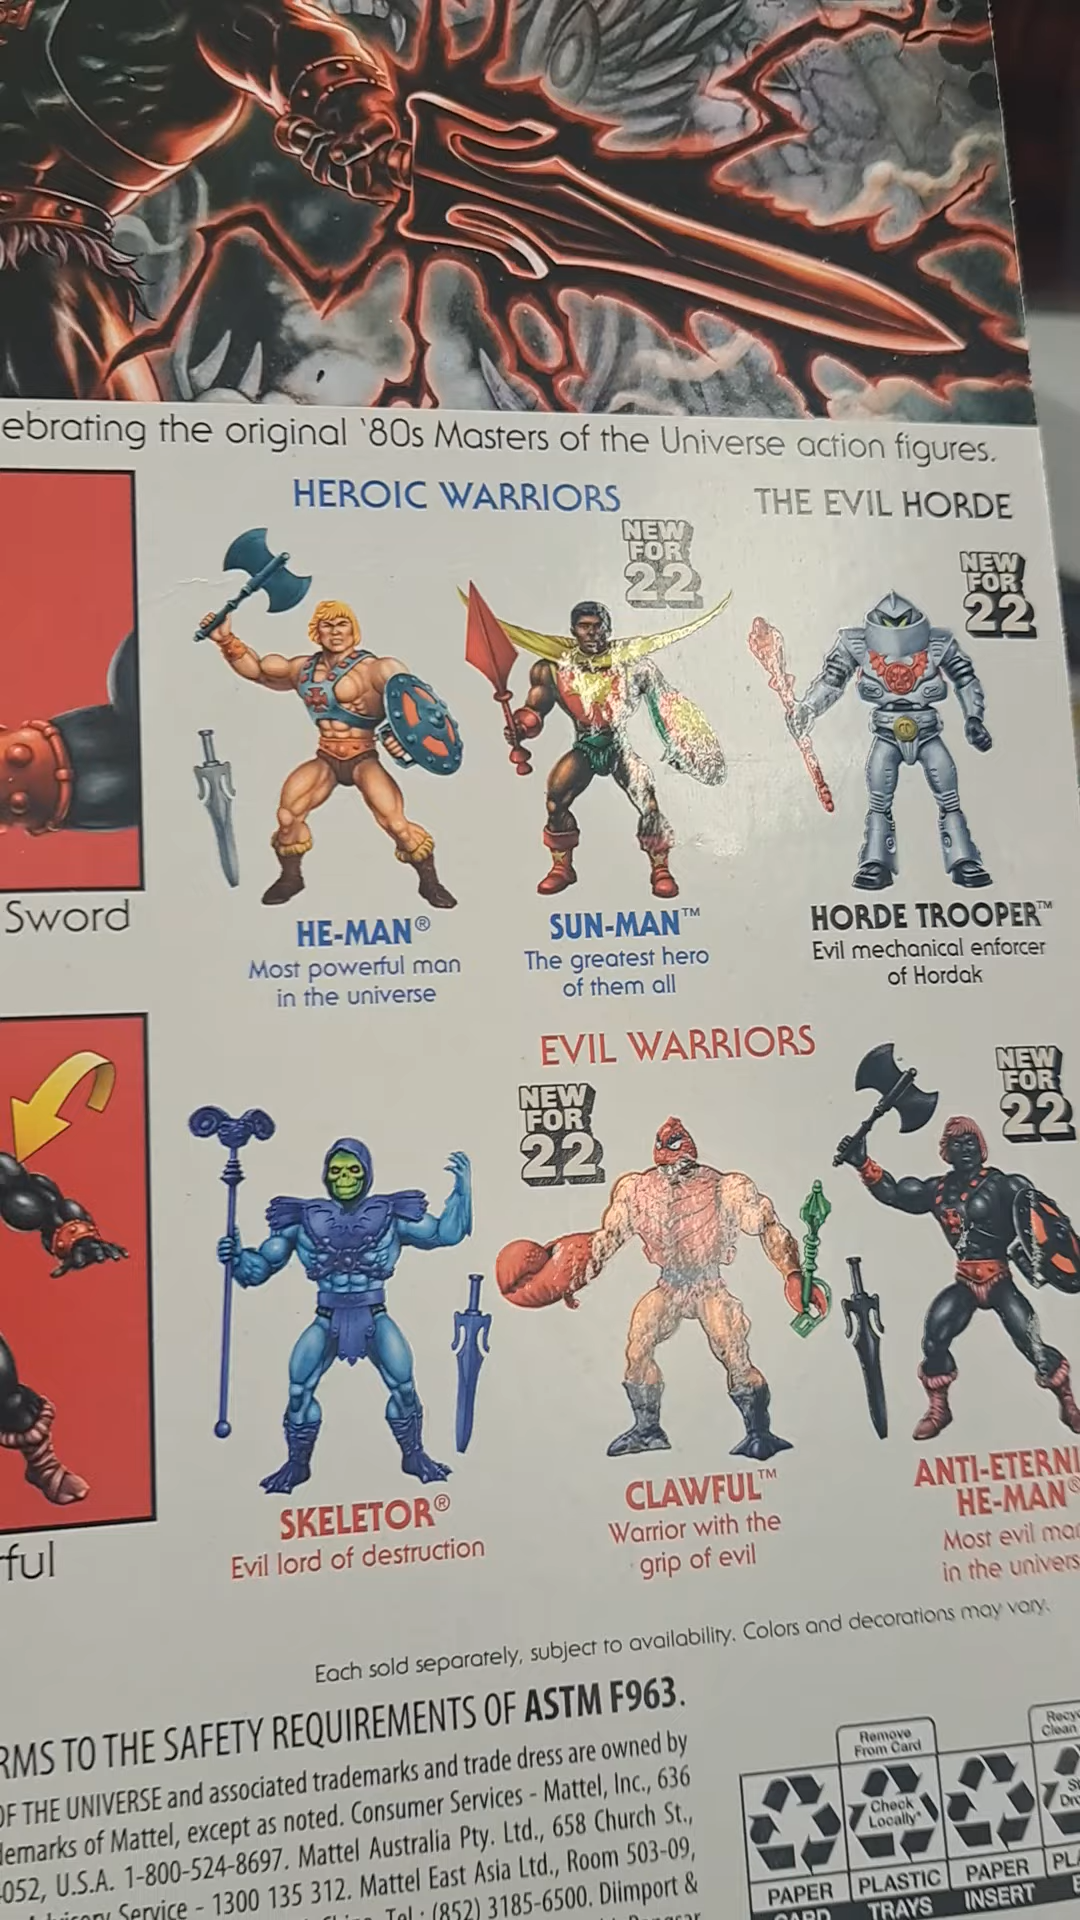 ebrating the original '80s Masters of the Universe action figures.
HEROIC WARRIORS
THE EVIL HORDE
NEW
FOR
22
NEW
FOR
22
Sword
HE-MAN®
Most powerful man
in the universe
SUN-MAN™
The greatest hero
of them all
HORDE TROOPER™
Evil mechanical enforcer
of Hordak
EVIL WARRIORS
NEW
FOR
22
NEW
FOR
22
SKELETOR®
Evil lord of destruction
CLAWFUL™
Warrior with the
grip of evil
ANTI-ETERNI
HE-MAN®
Most evil ma
in the univers
rful
Each sold separately, subject to availability. Colors and decorations may vary.
RMS TO THE SAFETY REQUIREMENTS OF ASTM F963.
OF THE UNIVERSE and associated trademarks and trade dress are owned by
demarks of Mattel, except as noted. Consumer Services - Mattel, Inc., 636
052, U.S.A. 1-800-524-8697. Mattel Australia Pty. Ltd., 658 Church St.,
Service - 1300 135 312. Mattel East Asia Ltd., Room 503-09,
Tel.: (852) 3185-6500. Diimport &
Remove
From Card
Check
Locally*
Clean
PAPER
CARD
PLASTIC
TRAYS
PAPER
INSERT
PLA